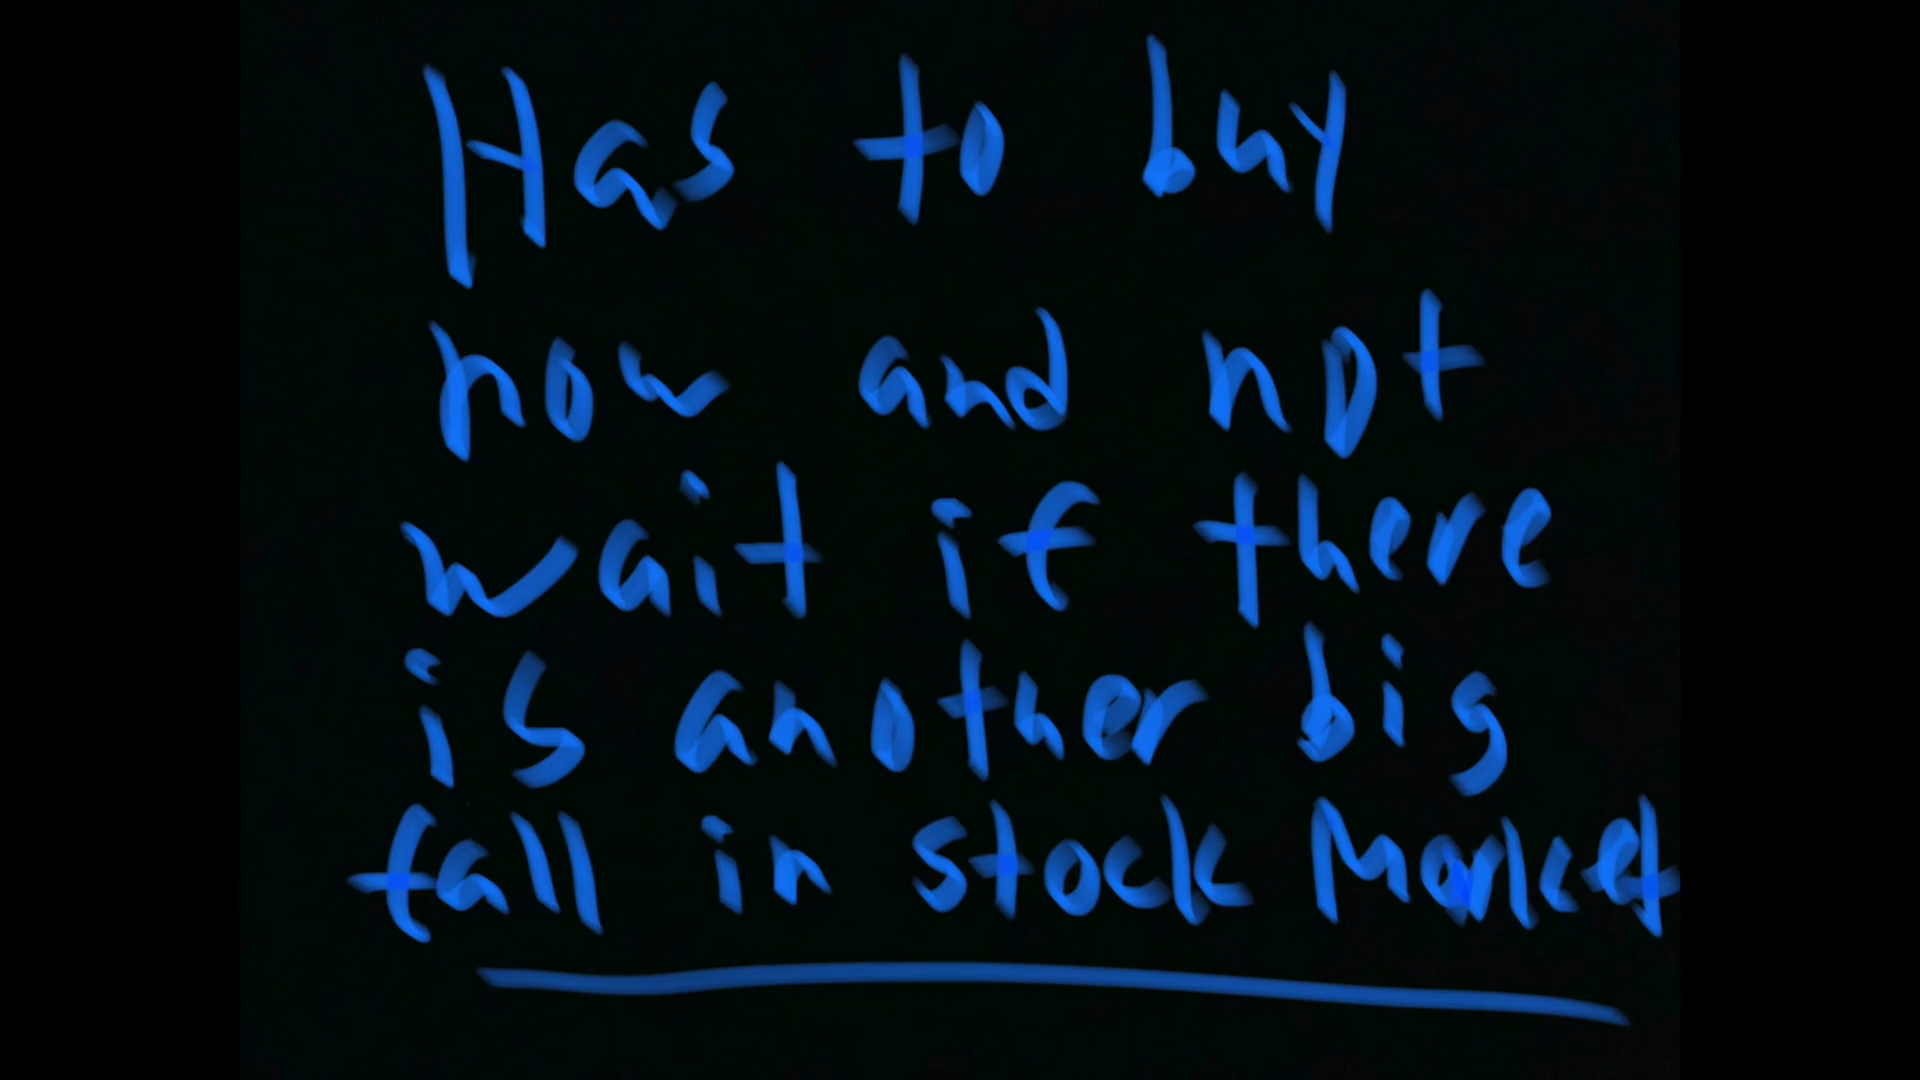 Has to buy
now and not
wait if there
is another big
fall in stock Market